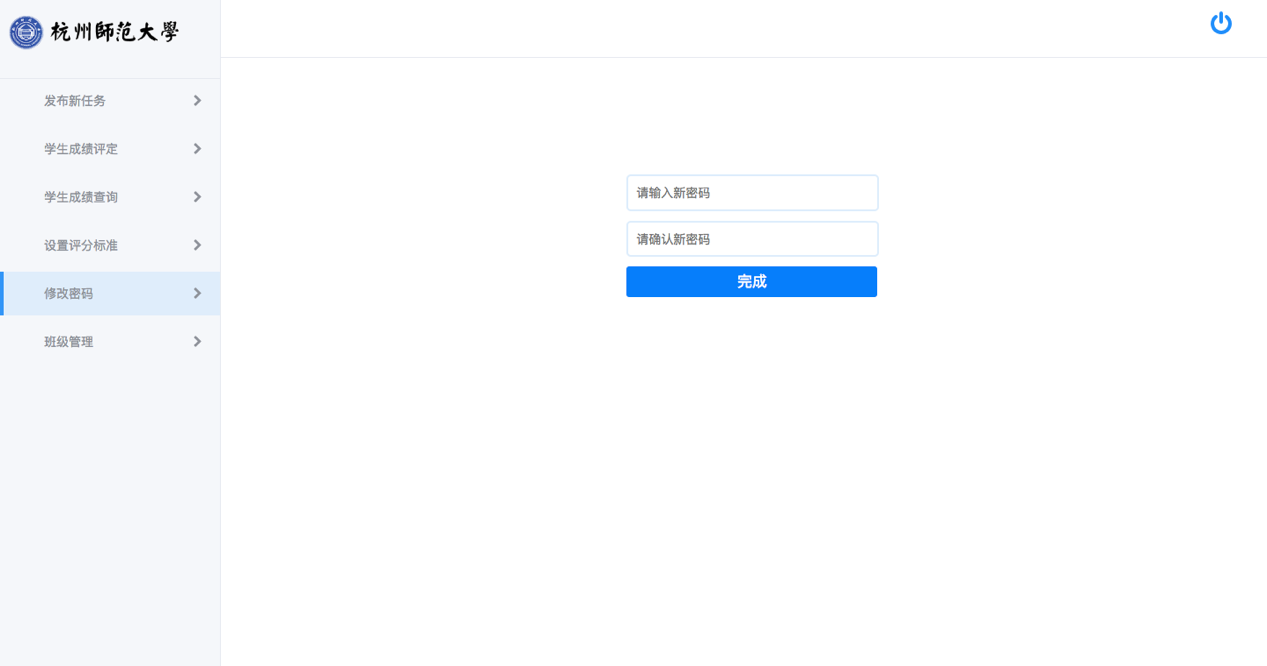 杭州師范大學
发布新任务
学生成绩评定
学生成绩查询
设置评分标准
修改密码
班级管理
请输入新密码
请确认新密码
完成